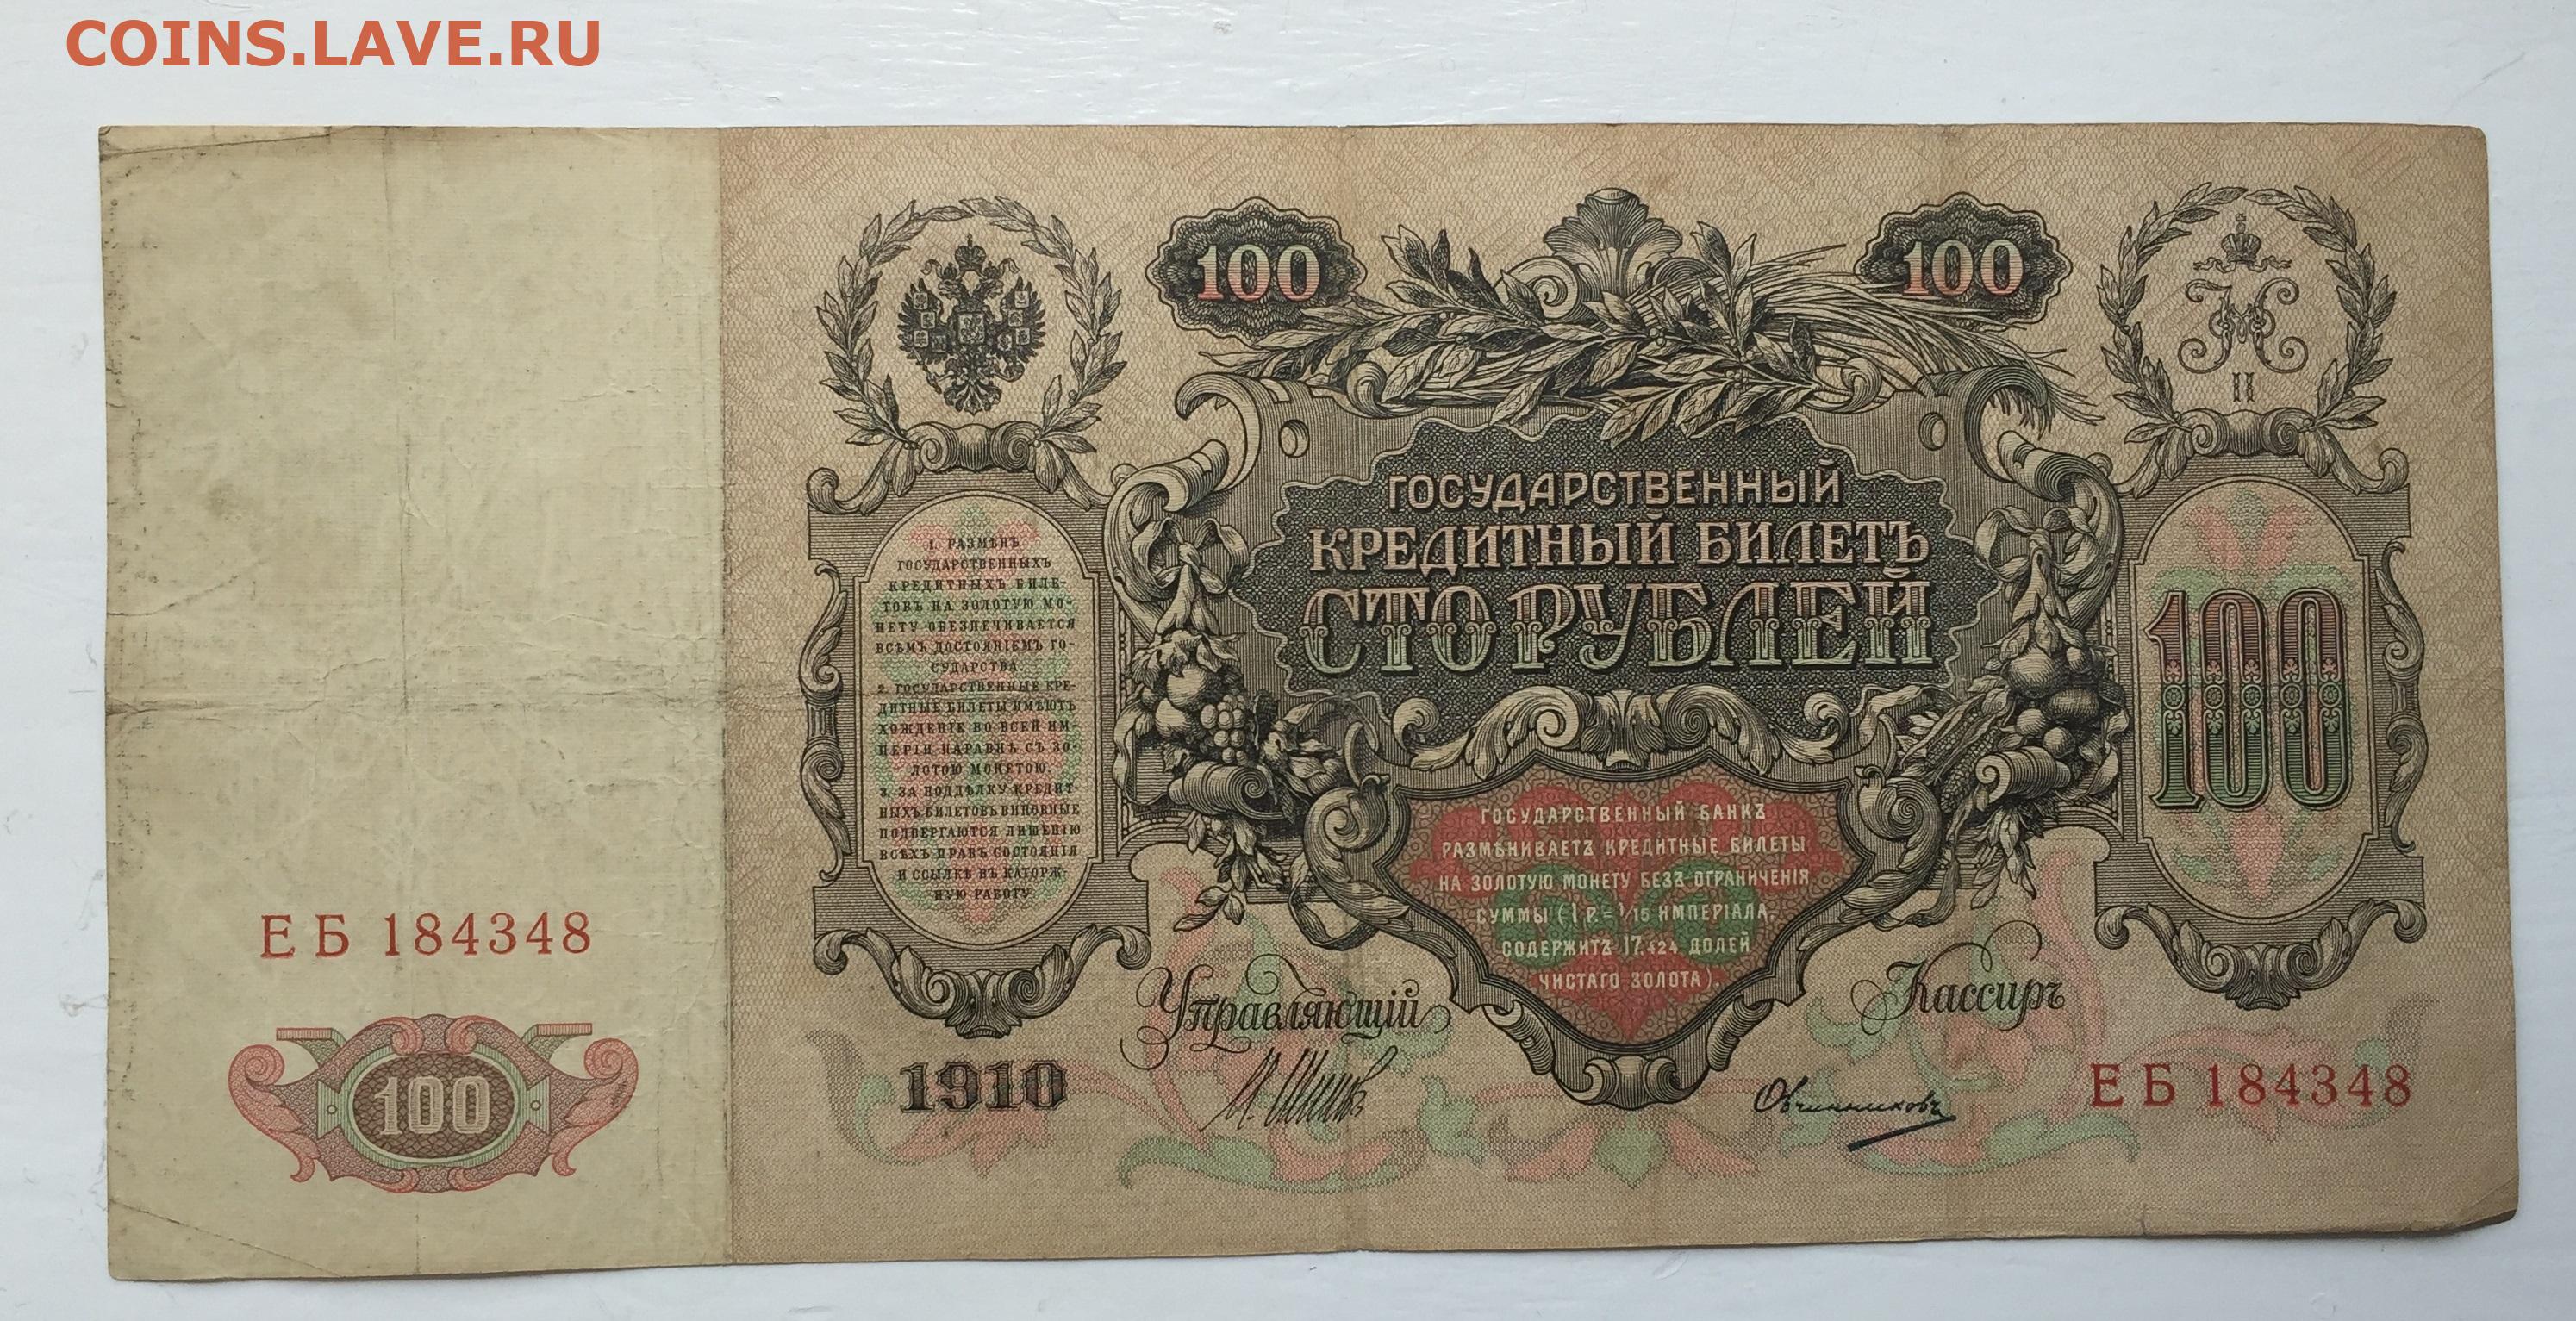 COINS.LAVE.RU
100
100
II
ГОСУДАРСТВЕННЫЙ
КРЕДИТНЫЙ БИЛЕТЪ
СТО РУБЛЕЙ
1. РАЗМѢНЪ
ГОСУДАРСТВЕННЫХЪ
КРЕДИТНЫХЪ БИЛЕ-
ТОВЪ НА ЗОЛОТУЮ МО-
НЕТУ ОБЕЗПЕЧИВАЕТСЯ
ВСѢМЪ ДОСТОЯНІЕМЪ ГО-
СУДАРСТВА.
2. ГОСУДАРСТВЕННЫЕ КРЕ-
ДИТНЫЕ БИЛЕТЫ ИМѢЮТЪ
ХОЖДЕНІЕ ВО ВСЕЙ ИМ-
ПЕРІИ НАРАВНѢ СЪ ЗО-
ЛОТОЮ МОНЕТОЮ.
3. ЗА ПОДДѢЛКУ КРЕДИТ-
НЫХЪ БИЛЕТОВЪ ВИНОВНЫЕ
ПОДВЕРГАЮТСЯ ЛИШЕНІЮ
ВСѢХЪ ПРАВЪ СОСТОЯНІЯ
И ССЫЛКѢ ВЪ КАТОРЖ-
НУЮ РАБОТУ
100
ГОСУДАРСТВЕННЫЙ БАНКЪ
РАЗМѢНИВАЕТЪ КРЕДИТНЫЕ БИЛЕТЫ
НА ЗОЛОТУЮ МОНЕТУ БЕЗЪ ОГРАНИЧЕНІЯ
СУММЫ (1 Р.= 1/15 ИМПЕРІАЛА,
СОДЕРЖИТЪ 17,424 ДОЛЕЙ
ЧИСТАГО ЗОЛОТА).
ЕБ 184348
100
Управляющій
Кассиръ
1910
И. Шиповъ
Овчинниковъ
ЕБ 184348